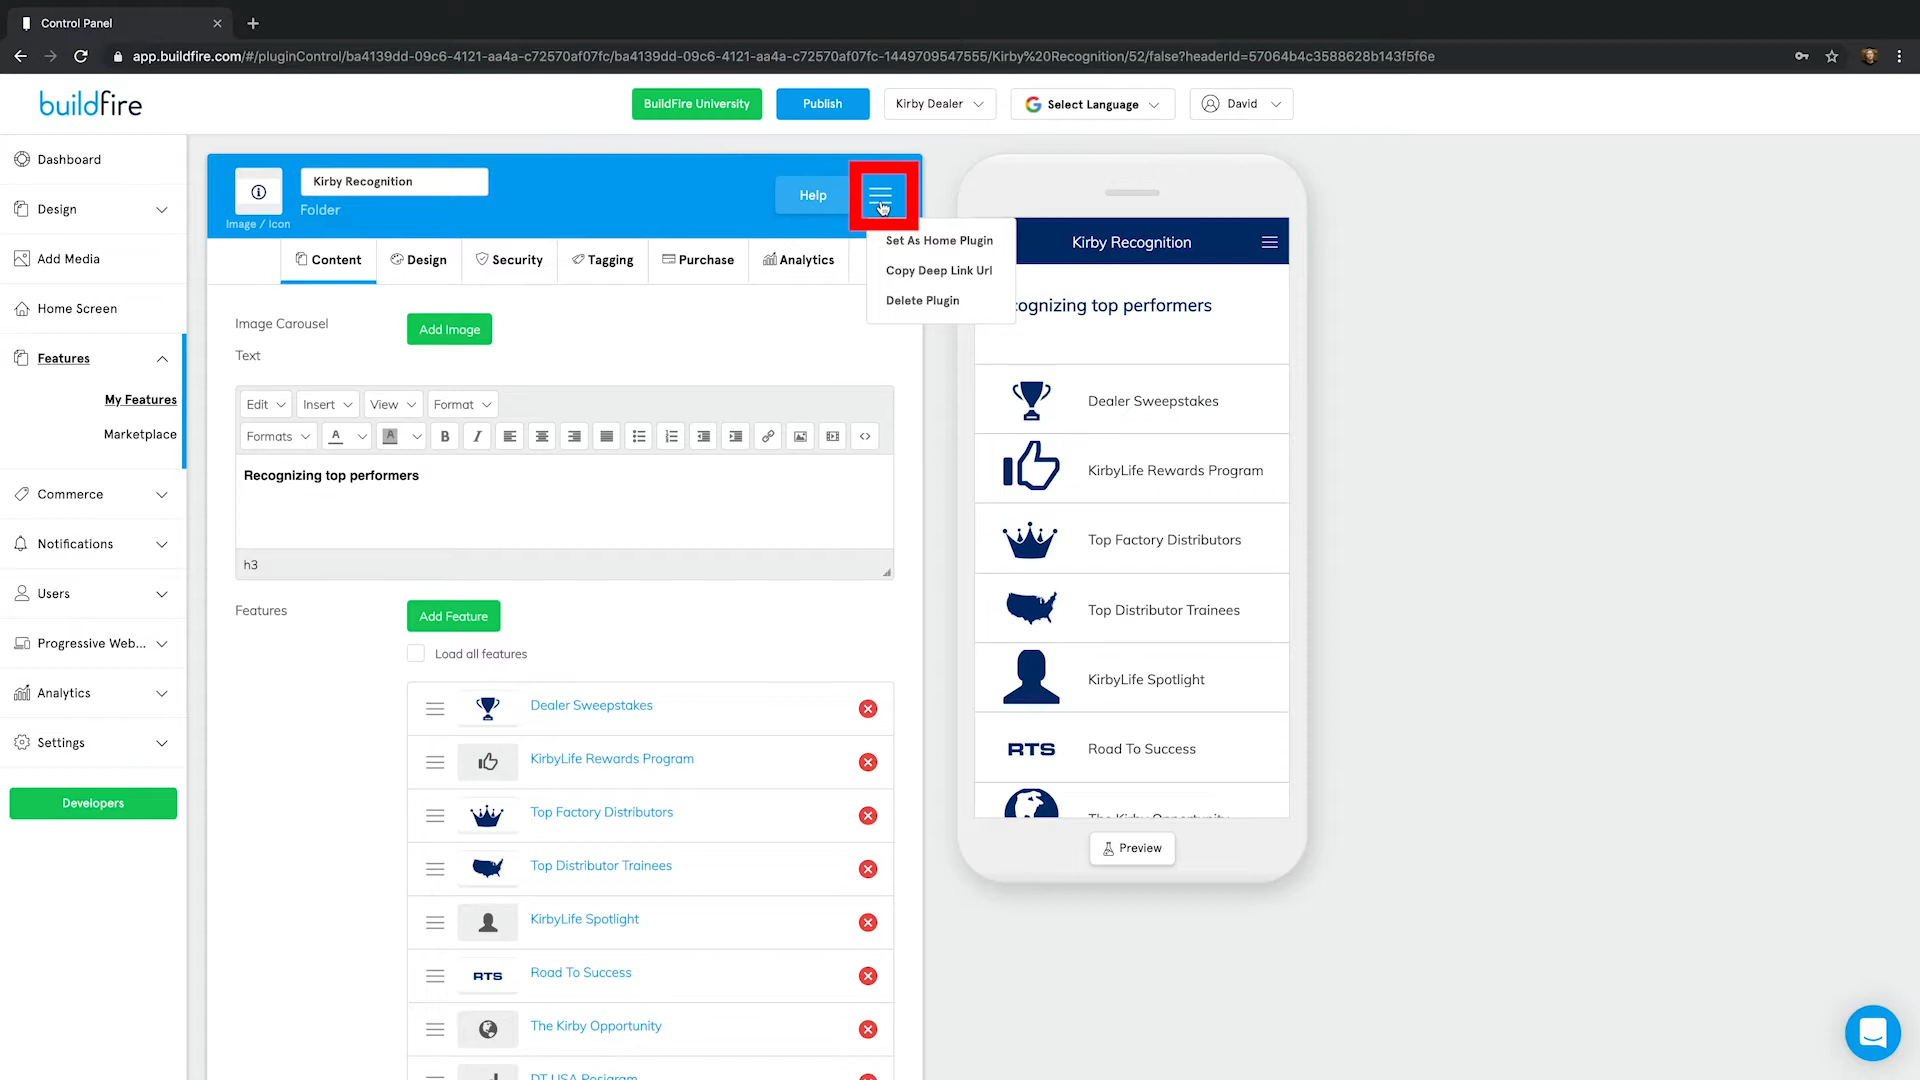 Control Panel
app.buildfire.com/#/pluginControl/ba4139dd-09c6-4121-aa4a-c72570af07fc/ba4139dd-09c6-4121-aa4a-c72570af07fc-1449709547555/Kirby%20Recognition/52/false?headerId=57064b4c3588628b143f5f6e
buildfire
BuildFire University
Publish
Kirby Dealer
Select Language
David
Dashboard
Design
Add Media
Home Screen
Features
My Features
Marketplace
Commerce
Notifications
Users
Progressive Web...
Analytics
Settings
Developers
Kirby Recognition
Folder
Image / Icon
Help
Set As Home Plugin
Copy Deep Link Url
Delete Plugin
Content
Design
Security
Tagging
Purchase
Analytics
Image Carousel
Add Image
Text
Edit
Insert
View
Format
Formats
A
A
B
I
Recognizing top performers
h3
Features
Add Feature
Load all features
Dealer Sweepstakes
KirbyLife Rewards Program
Top Factory Distributors
Top Distributor Trainees
KirbyLife Spotlight
RTS
Road To Success
The Kirby Opportunity
Kirby Recognition
ognizing top performers
Dealer Sweepstakes
KirbyLife Rewards Program
Top Factory Distributors
Top Distributor Trainees
KirbyLife Spotlight
RTS
Road To Success
The Kirby Opportunity
Preview